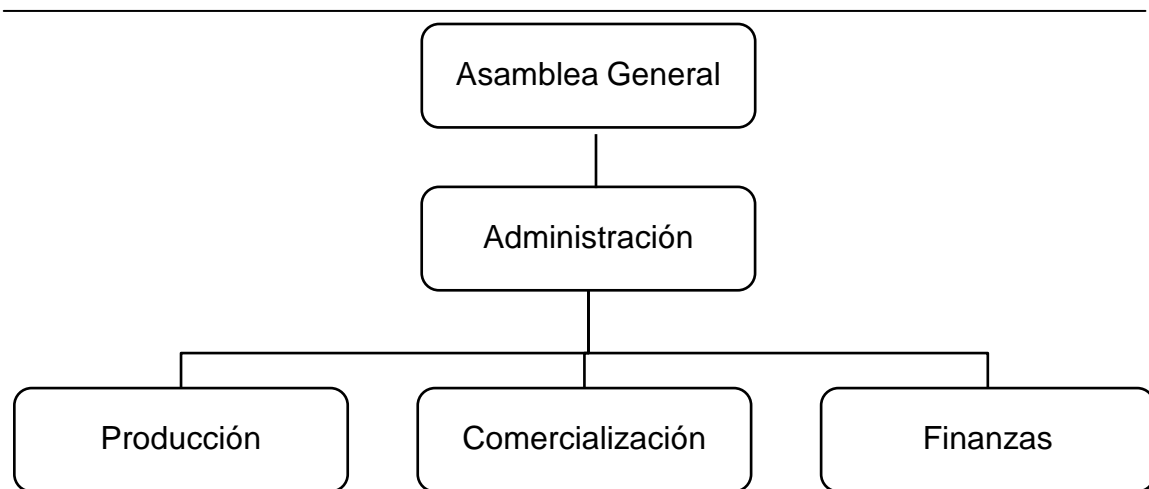 Asamblea General
Administración
Producción
Comercialización
Finanzas